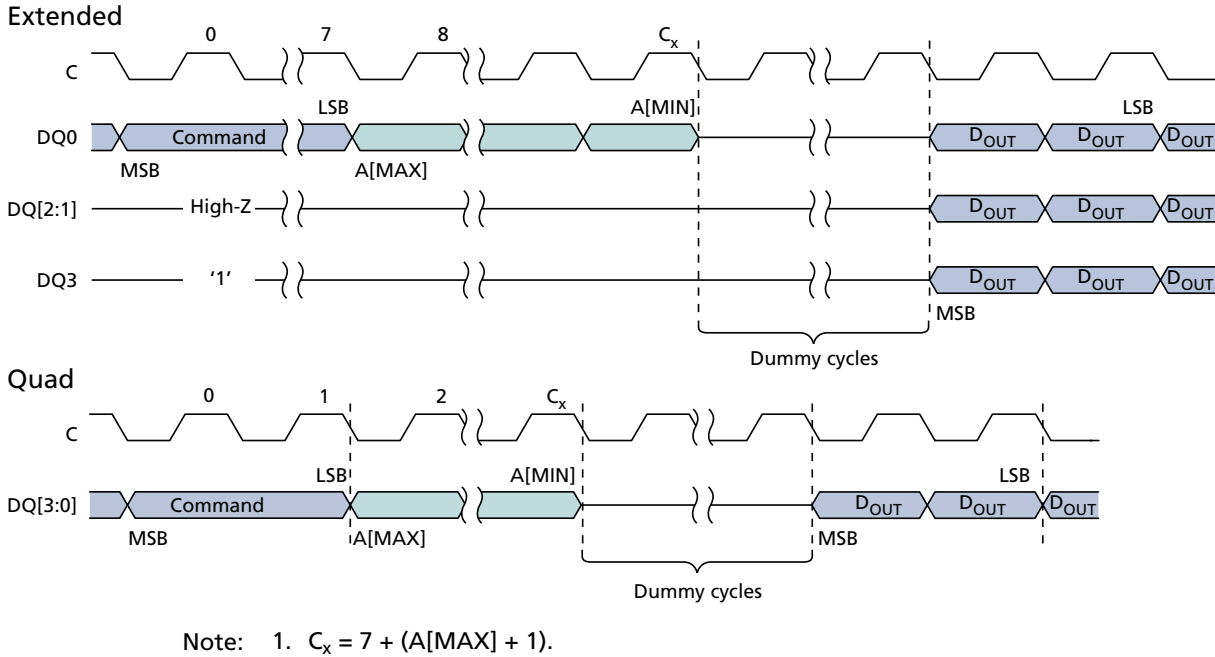 Extended
0 7 8 Cx
C
LSB A[MIN] LSB
DQ0 Command DOUT DOUT DOUT
MSB A[MAX]
DQ[2:1] High-Z DOUT DOUT DOUT
DQ3 '1' DOUT DOUT DOUT
MSB
Dummy cycles
Quad
0 1 2 Cx
C
LSB A[MIN] LSB
DQ[3:0] Command DOUT DOUT DOUT
MSB A[MAX] MSB
Dummy cycles
Note: 1. Cx = 7 + (A[MAX] + 1).